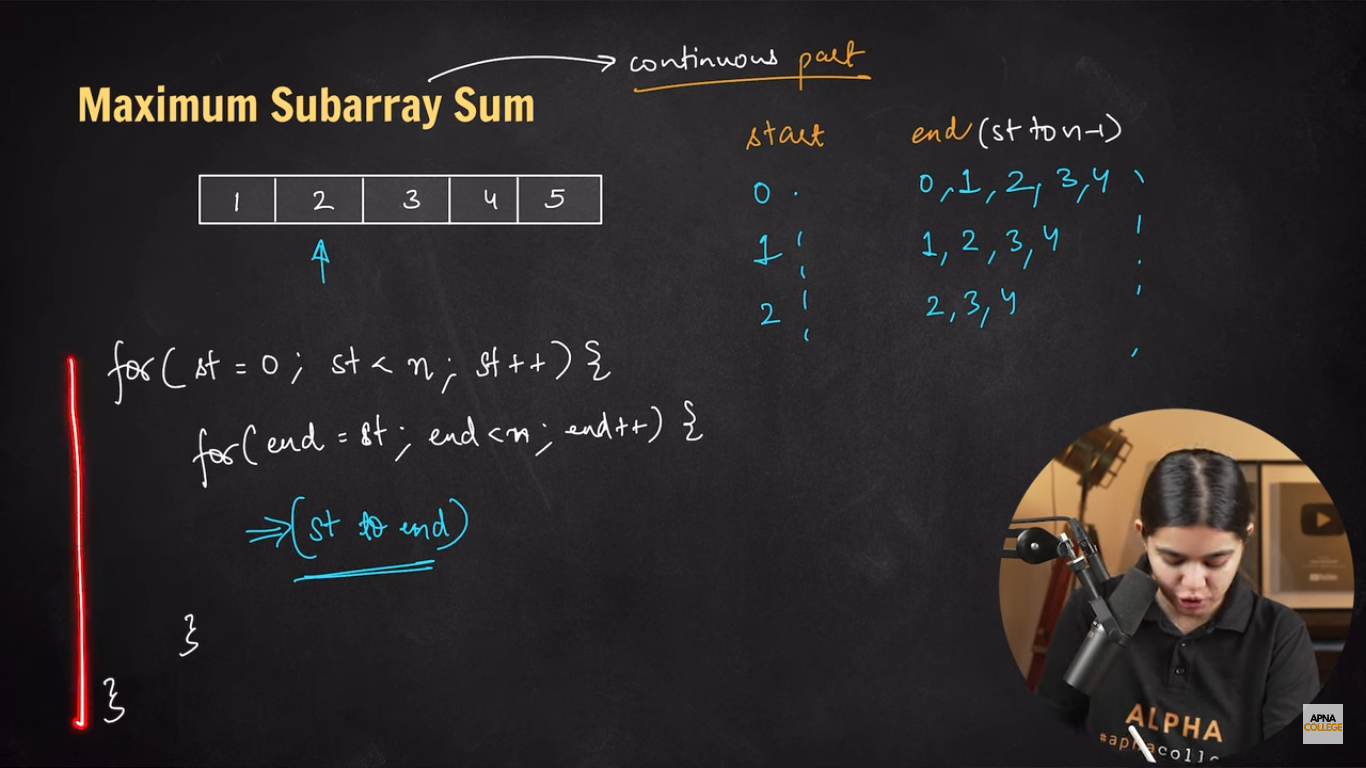 continuous part
Maximum Subarray Sum
start end (st to n-1)
1 2 3 4 5
0 0, 1, 2, 3, 4
1 1, 2, 3, 4
2 2, 3, 4
for( st = 0; st < n; st++) {
for( end = st; end < n; end++) {
⇒ (st to end)
}
}
ALPHA
APNA
COLLEGE